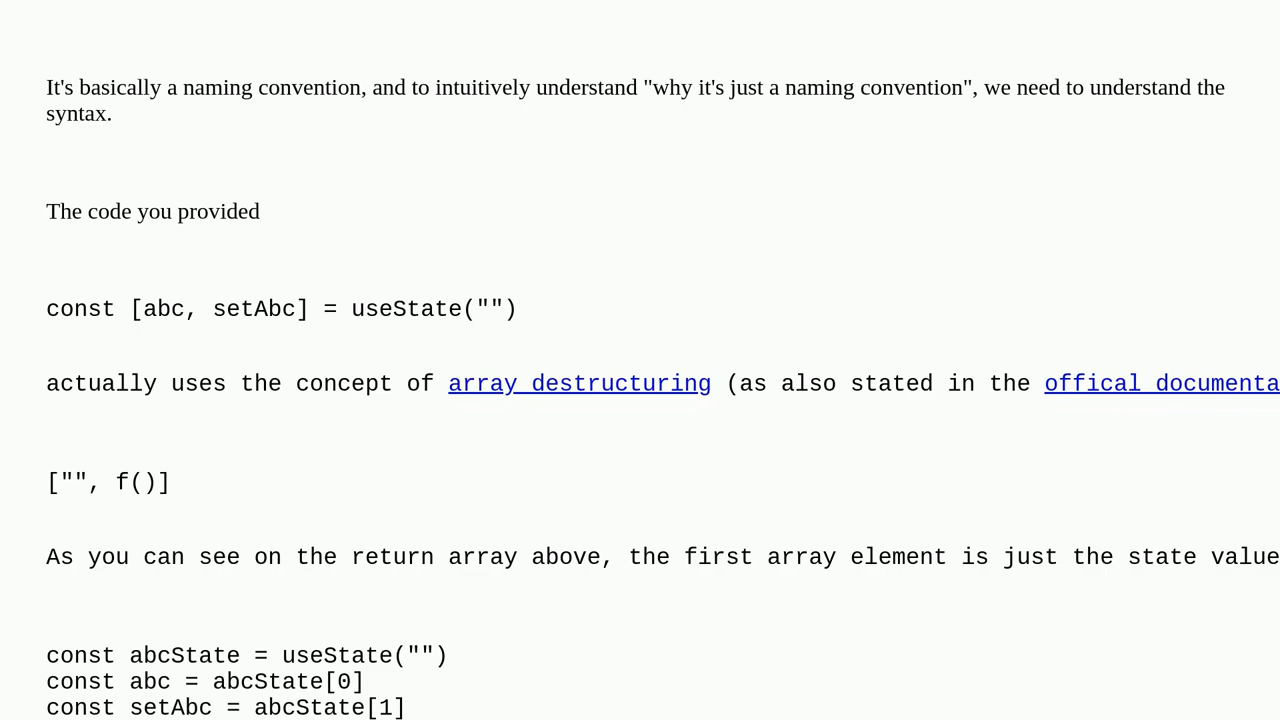 It's basically a naming convention, and to intuitively understand "why it's just a naming convention", we need to understand the
syntax.
The code you provided
const [abc, setAbc] = useState("")
actually uses the concept of array destructuring (as also stated in the offical documenta
["", f()]
As you can see on the return array above, the first array element is just the state value
const abcState = useState("")
const abc = abcState[0]
const setAbc = abcState[1]